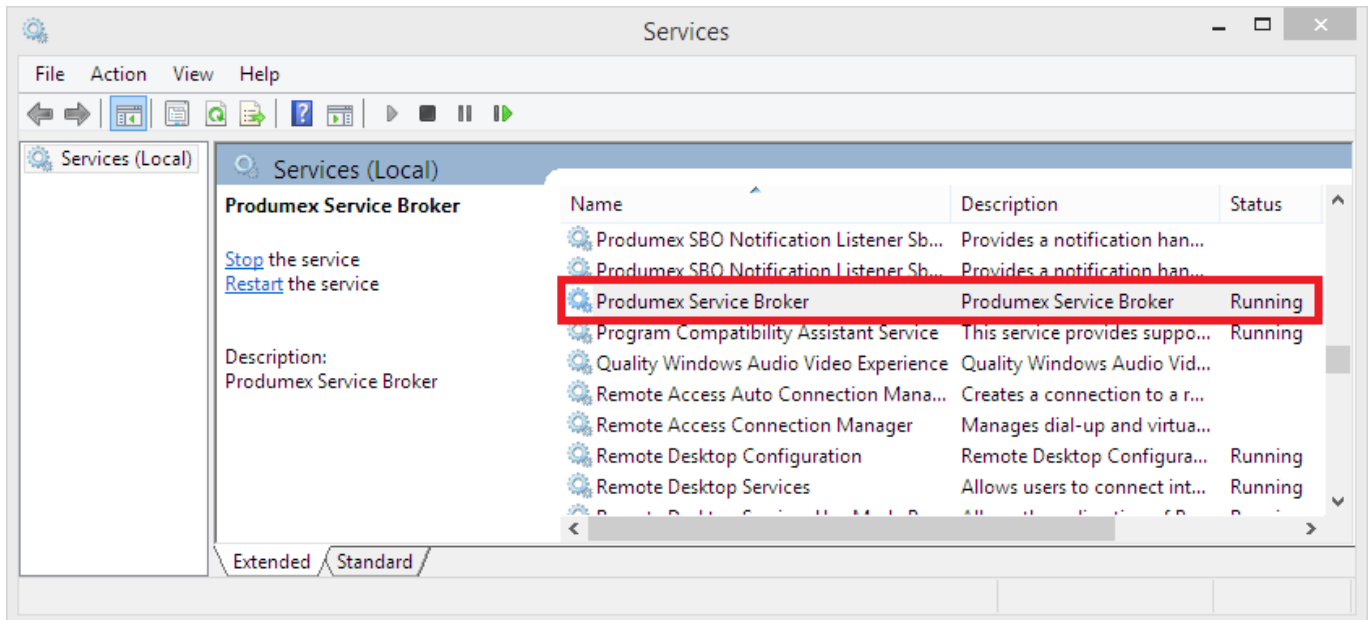 Services
File Action View Help
Services (Local)
Services (Local)
Produmex Service Broker
Stop the service
Restart the service
Description:
Produmex Service Broker
Name Description Status
Produmex SBO Notification Listener Sb... Provides a notification han...
Produmex SBO Notification Listener Sb... Provides a notification han...
Produmex Service Broker Produmex Service Broker Running
Program Compatibility Assistant Service This service provides suppo... Running
Quality Windows Audio Video Experience Quality Windows Audio Vid...
Remote Access Auto Connection Mana... Creates a connection to a r...
Remote Access Connection Manager Manages dial-up and virtua...
Remote Desktop Configuration Remote Desktop Configura... Running
Remote Desktop Services Allows users to connect int... Running
Extended Standard